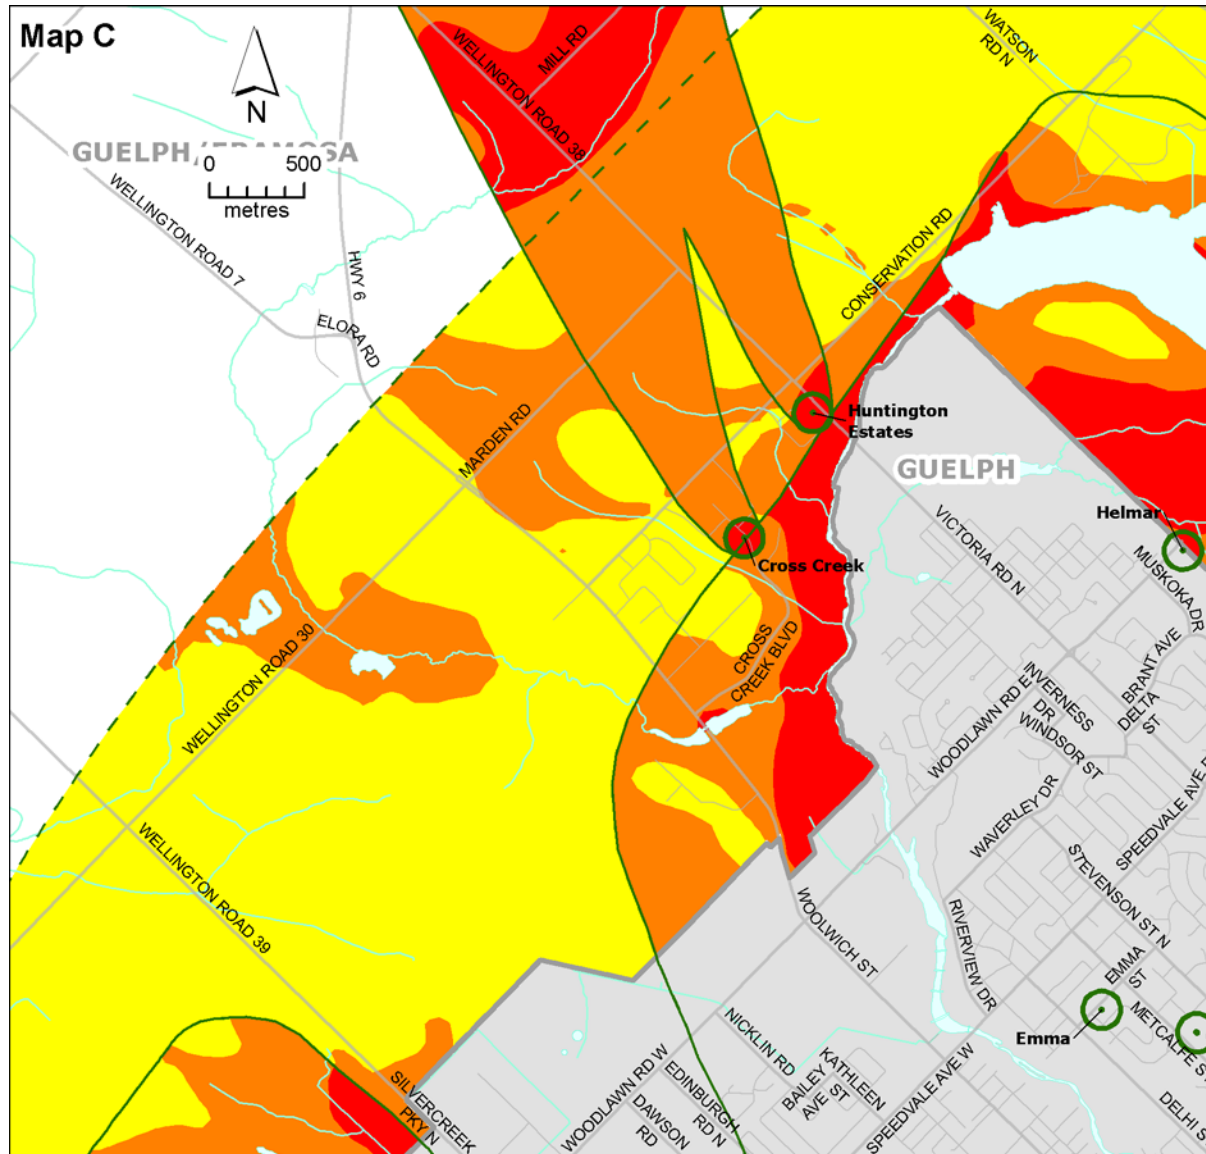 Map C
N
GUELPH/ERAMOSA
0 500
metres
WELLINGTON ROAD 38
MILL RD
WATSON
RD N
WELLINGTON ROAD 7
HWY 6
ELORA RD
CONSERVATION RD
MARDEN RD
Huntington
Estates
GUELPH
Helmar
VICTORIA RD N
MUSKOKA DR
Cross Creek
CROSS
CREEK BLVD
WELLINGTON ROAD 30
BRANT AVE
DELTA
ST
INVERNESS
DR
WINDSOR ST
WOODLAWN RD E
WAVERLEY DR
SPEEDVALE AVE
STEVENSON ST N
WELLINGTON ROAD 39
WOOLWICH ST
RIVERVIEW DR
EMMA
ST
METCALFE S
Emma
NICKLIN RD
KATHLEEN
ST
BAILEY
AVE
SILVERCREEK
PKY N
WOODLAWN RD W
EDINBURGH
RD N
DAWSON
RD
SPEEDVALE AVE W
DELHI S